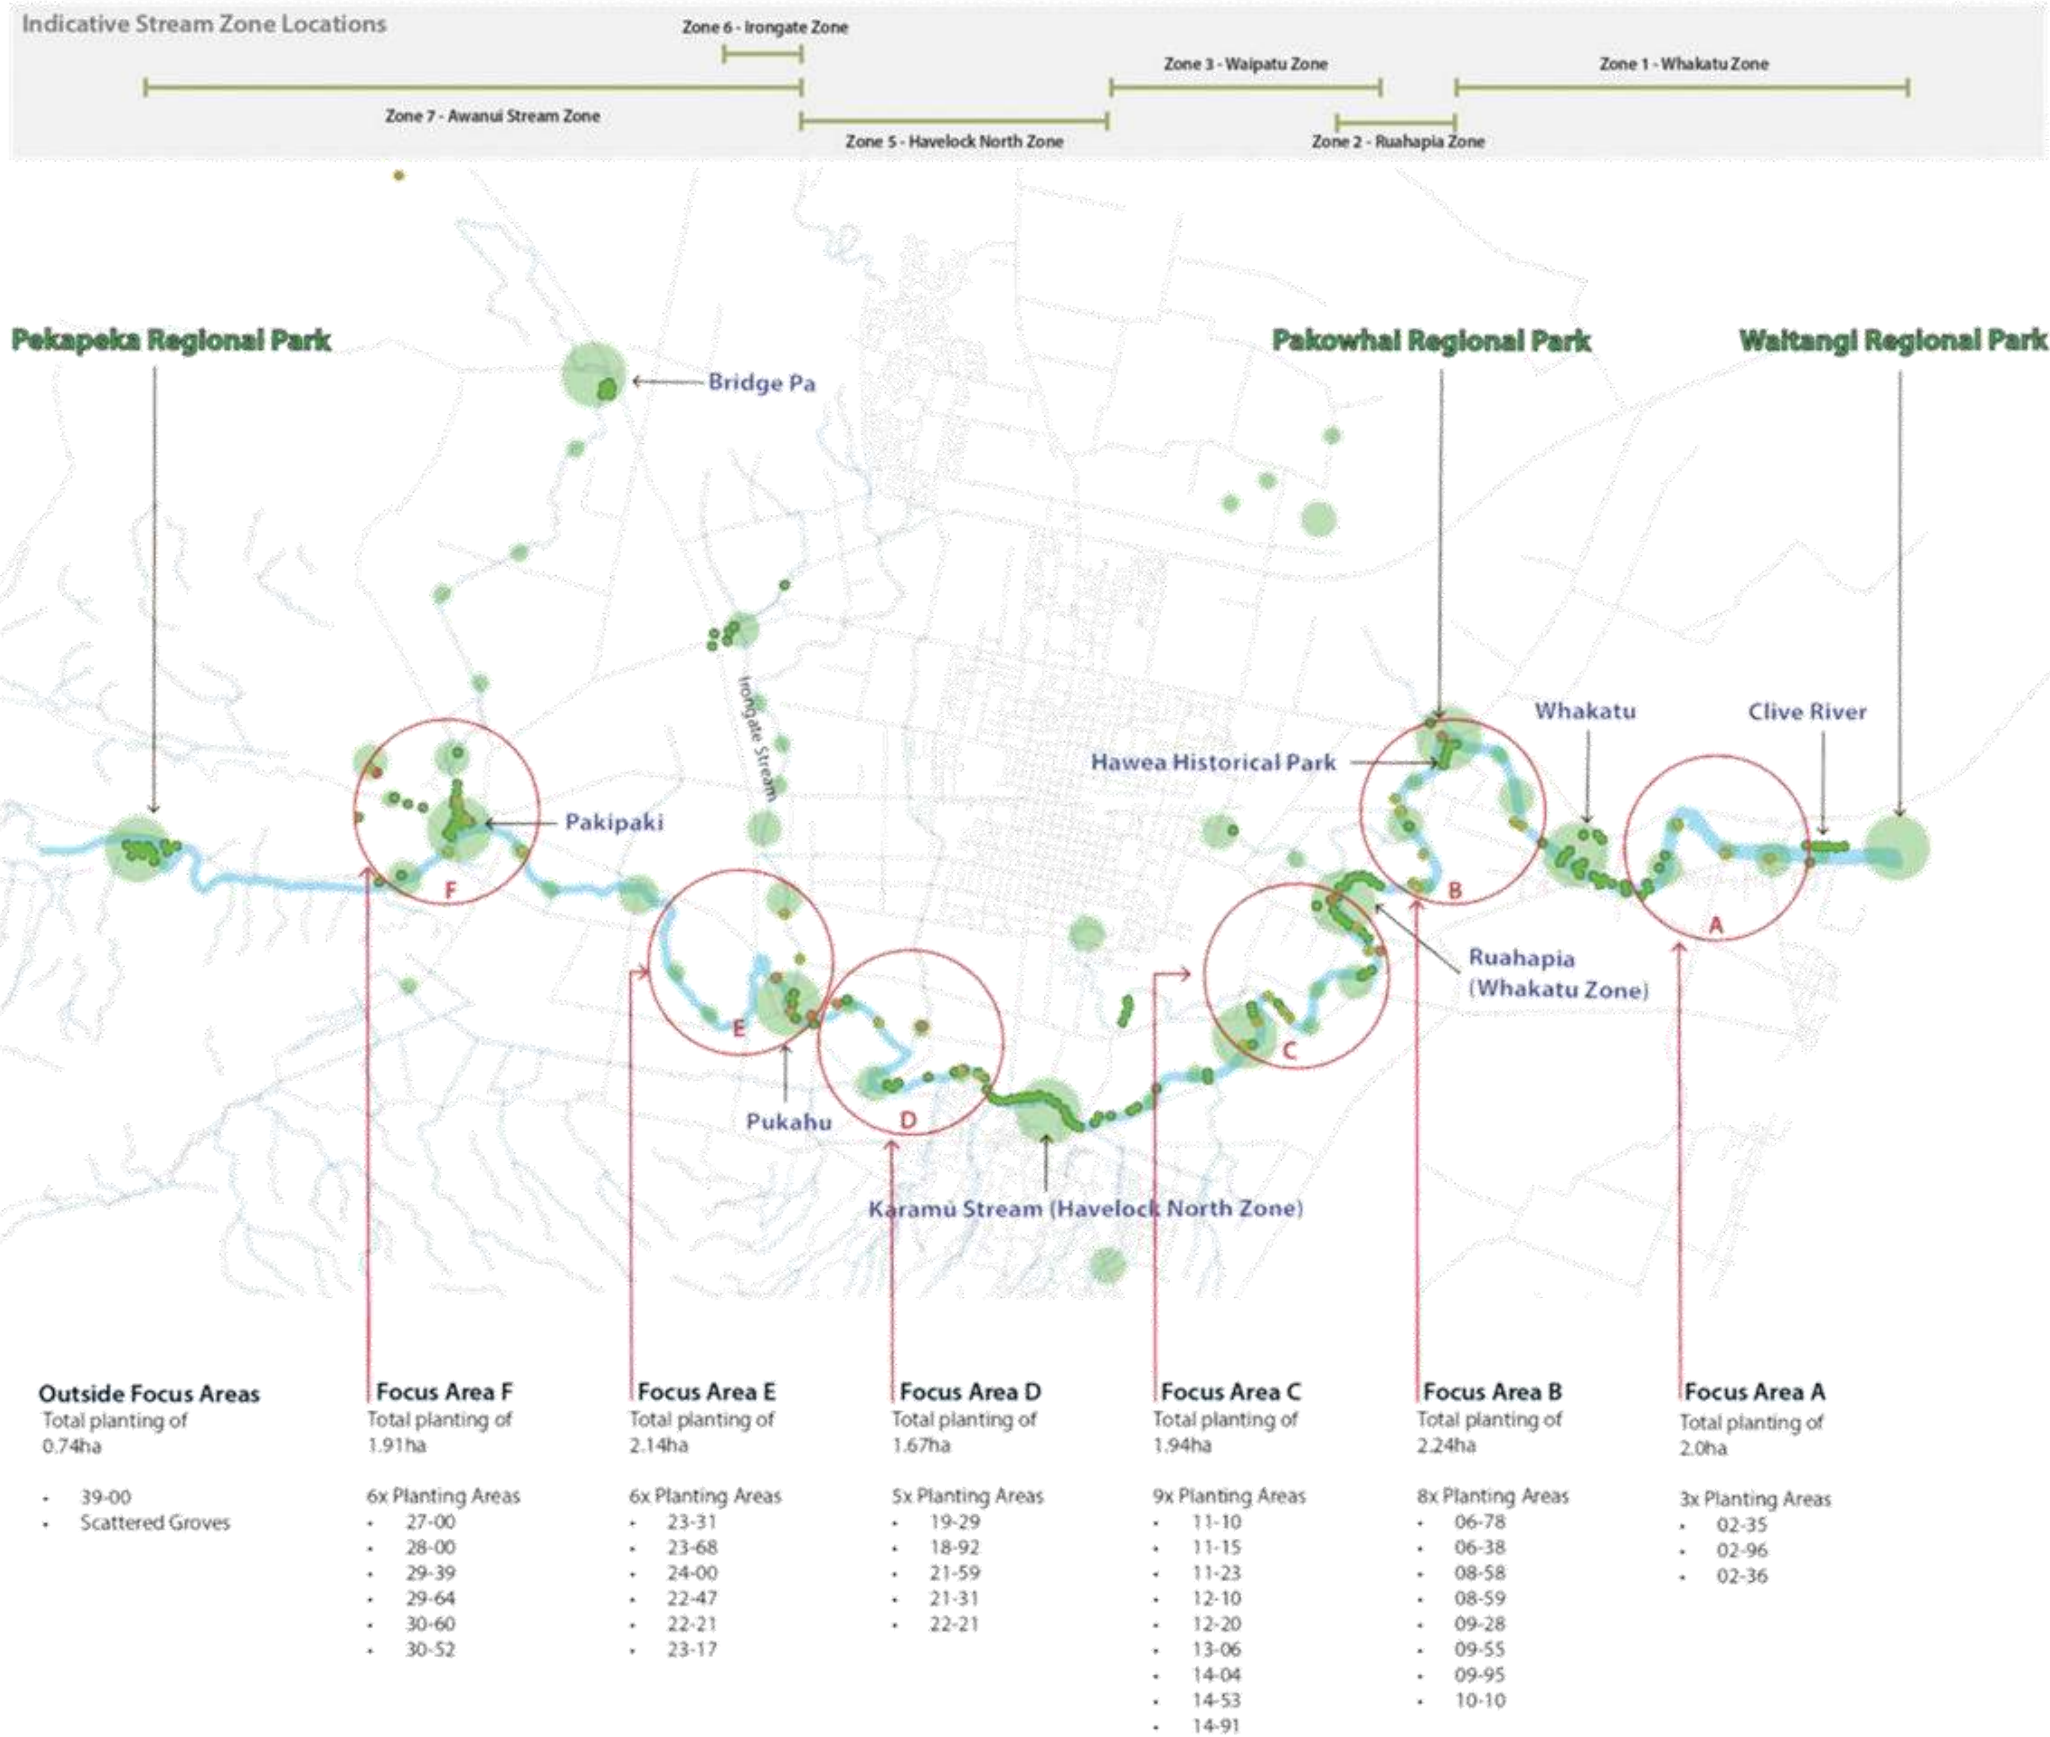 Indicative Stream Zone Locations
Zone 6 - Irongate Zone
Zone 3 - Waipatu Zone
Zone 1 - Whakatu Zone
Zone 7 - Awanui Stream Zone
Zone 5 - Havelock North Zone
Zone 2 - Ruahapia Zone
Pekapeka Regional Park
Pakowhai Regional Park
Waitangi Regional Park
Bridge Pa
Irongate Stream
Whakatu
Clive River
Hawea Historical Park
Pakipaki
F
B
A
Ruahapia
(Whakatu Zone)
E
C
Pukahu
D
Karamū Stream (Havelock North Zone)
Outside Focus Areas
Total planting of
0.74ha
• 39-00
• Scattered Groves
Focus Area F
Total planting of
1.91ha
6x Planting Areas
• 27-00
• 28-00
• 29-39
• 29-64
• 30-60
• 30-52
Focus Area E
Total planting of
2.14ha
6x Planting Areas
• 23-31
• 23-68
• 24-00
• 22-47
• 22-21
• 23-17
Focus Area D
Total planting of
1.67ha
5x Planting Areas
• 19-29
• 18-92
• 21-59
• 21-31
• 22-21
Focus Area C
Total planting of
1.94ha
9x Planting Areas
• 11-10
• 11-15
• 11-23
• 12-10
• 12-20
• 13-06
• 14-04
• 14-53
• 14-91
Focus Area B
Total planting of
2.24ha
8x Planting Areas
• 06-78
• 06-38
• 08-58
• 08-59
• 09-28
• 09-55
• 09-95
• 10-10
Focus Area A
Total planting of
2.0ha
3x Planting Areas
• 02-35
• 02-96
• 02-36